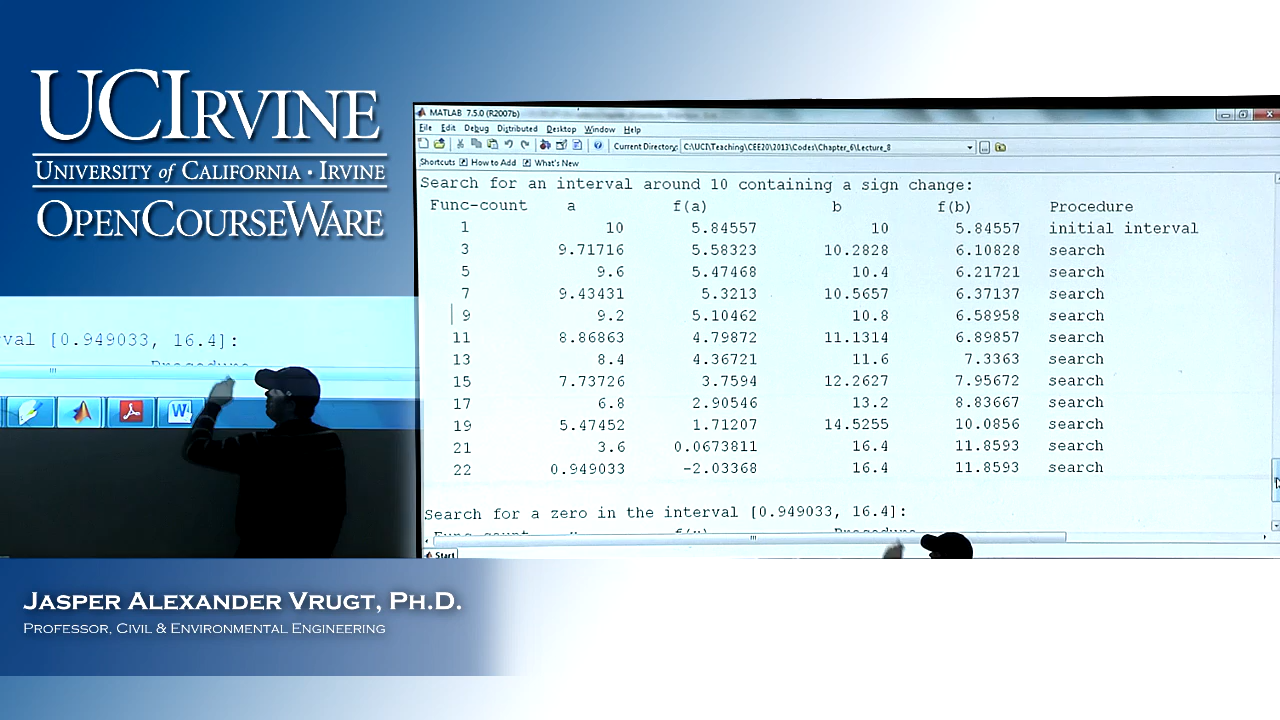 UCIRVINE
UNIVERSITY of CALIFORNIA • IRVINE
OPENCOURSEWARE
MATLAB 7.5.0 (R2007b)
File Edit Debug Distributed Desktop Window Help
Current Directory: C:\UCI\Teaching\CEE20\2013\Codes\Chapter_6\Lecture_8
Shortcuts How to Add What's New
Search for an interval around 10 containing a sign change:
Func-count a f(a) b f(b) Procedure
1 10 5.84557 10 5.84557 initial interval
3 9.71716 5.58323 10.2828 6.10828 search
5 9.6 5.47468 10.4 6.21721 search
7 9.43431 5.3213 10.5657 6.37137 search
9 9.2 5.10462 10.8 6.58958 search
11 8.86863 4.79872 11.1314 6.89857 search
13 8.4 4.36721 11.6 7.3363 search
15 7.73726 3.7594 12.2627 7.95672 search
17 6.8 2.90546 13.2 8.83667 search
19 5.47452 1.71207 14.5255 10.0856 search
21 3.6 0.0673811 16.4 11.8593 search
22 0.949033 -2.03368 16.4 11.8593 search
Search for a zero in the interval [0.949033, 16.4]:
Func-count x f(x) Procedure
Start
rval [0.949033, 16.4]:
Procedure
W
JASPER ALEXANDER VRUGT, PH.D.
PROFESSOR, CIVIL & ENVIRONMENTAL ENGINEERING